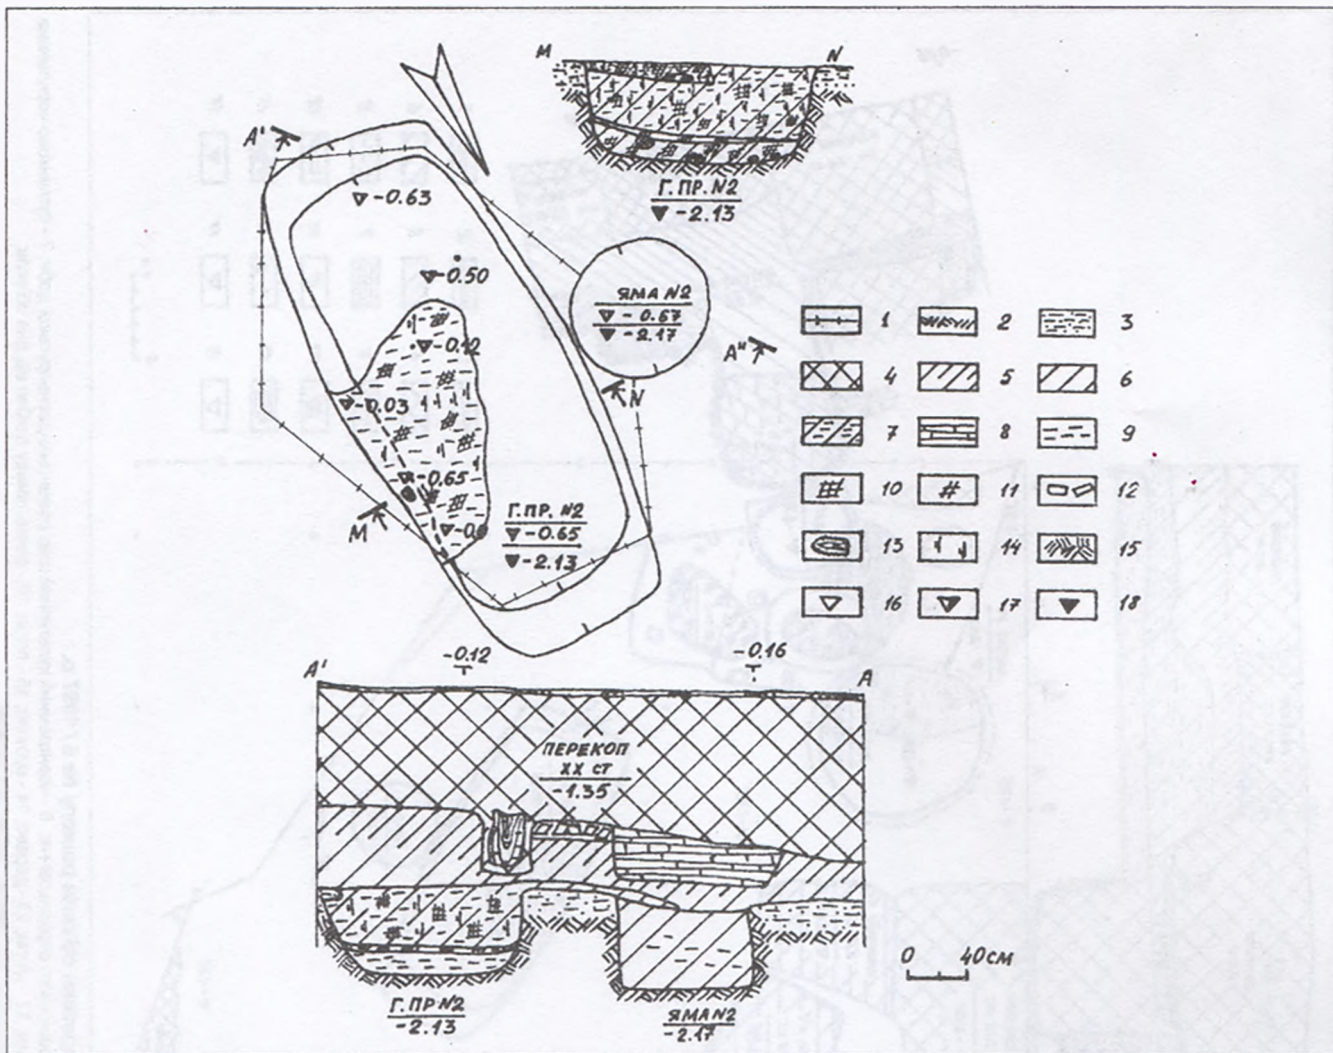 M N
Г. ПР. N2
-2.13
A'
-0.63
-0.50
ЯМА N2
-0.67
-2.17
-0.12
A"
N
-0.03
-0.65
M
Г. ПР. N2
-0.65
-2.13
1 2 3
4 5 6
7 8 9
10 11 12
13 14 15
16 17 18
-0.12 -0.16
A' A
ПЕРЕКОП
XX СТ
-1.35
0 40см
Г. ПР N2
-2.13
ЯМА N2
-2.17